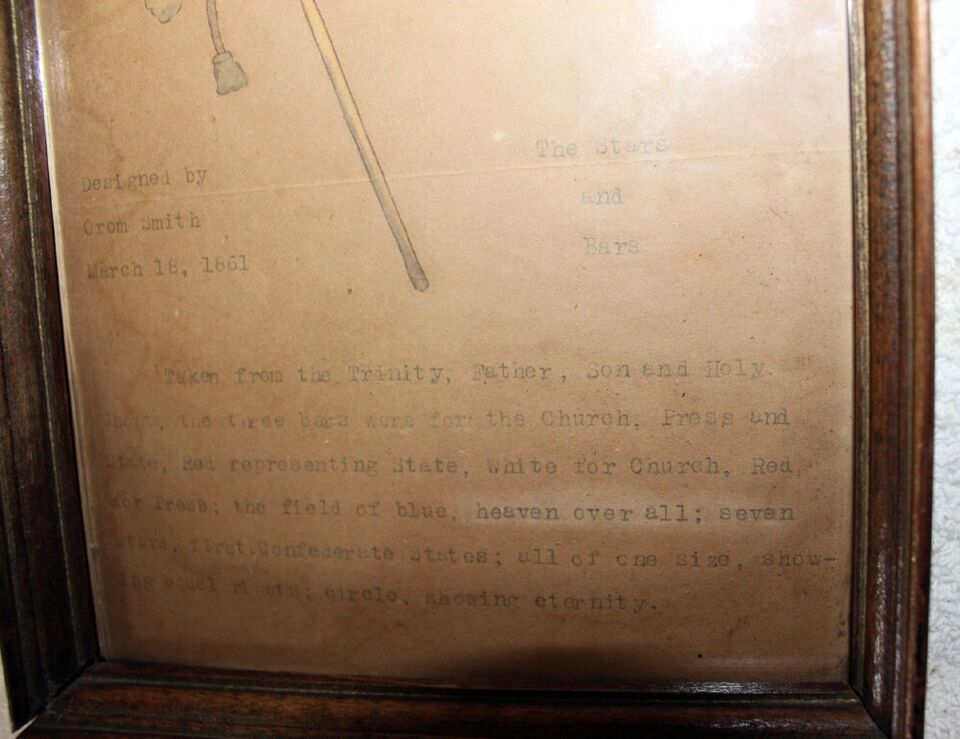 Designed by
Orom Smith
March 18, 1861
The Stars
and
Bars
Taken from the Trinity, Father, Son and Holy
Ghost, the three bars were for the Church, Press and
State, Red representing State, White for Church, Red
for Press; the field of blue, heaven over all; seven
stars, first Confederate States; all of one size, show-
ing equal rights; circle, showing eternity.